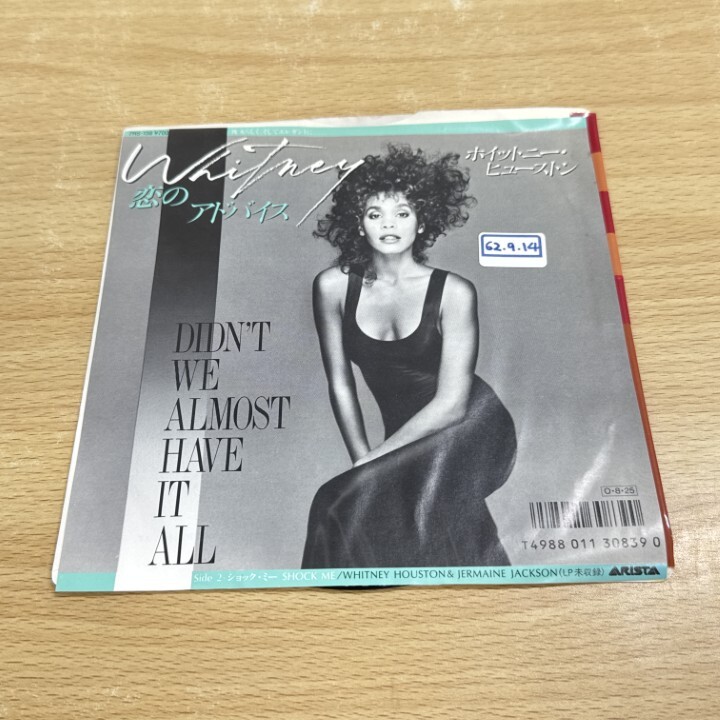 Whitney
恋の
アドバイス
ホイットニー・
ヒューストン
62.9.14
DIDN'T
WE
ALMOST
HAVE
IT
ALL
O・8・25
T4988 011 30839 0
Side 2 ショック・ミー SHOCK ME/WHITNEY HOUSTON & JERMAINE JACKSON(LP未収録) ARISTA